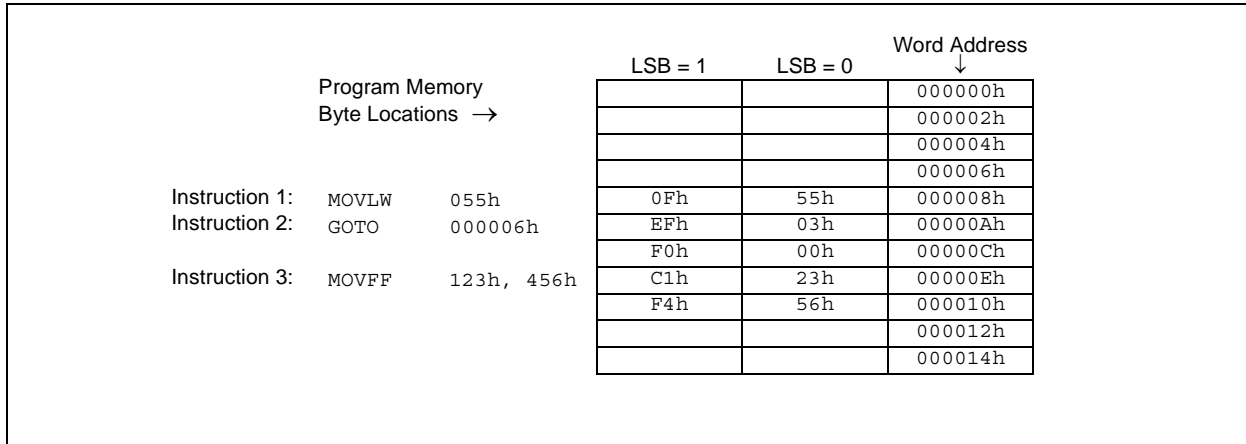 Word Address
LSB = 1 LSB = 0 ↓
Program Memory 000000h
Byte Locations → 000002h
000004h
000006h
Instruction 1: MOVLW 055h 0Fh 55h 000008h
Instruction 2: GOTO 000006h EFh 03h 00000Ah
F0h 00h 00000Ch
Instruction 3: MOVFF 123h, 456h C1h 23h 00000Eh
F4h 56h 000010h
000012h
000014h